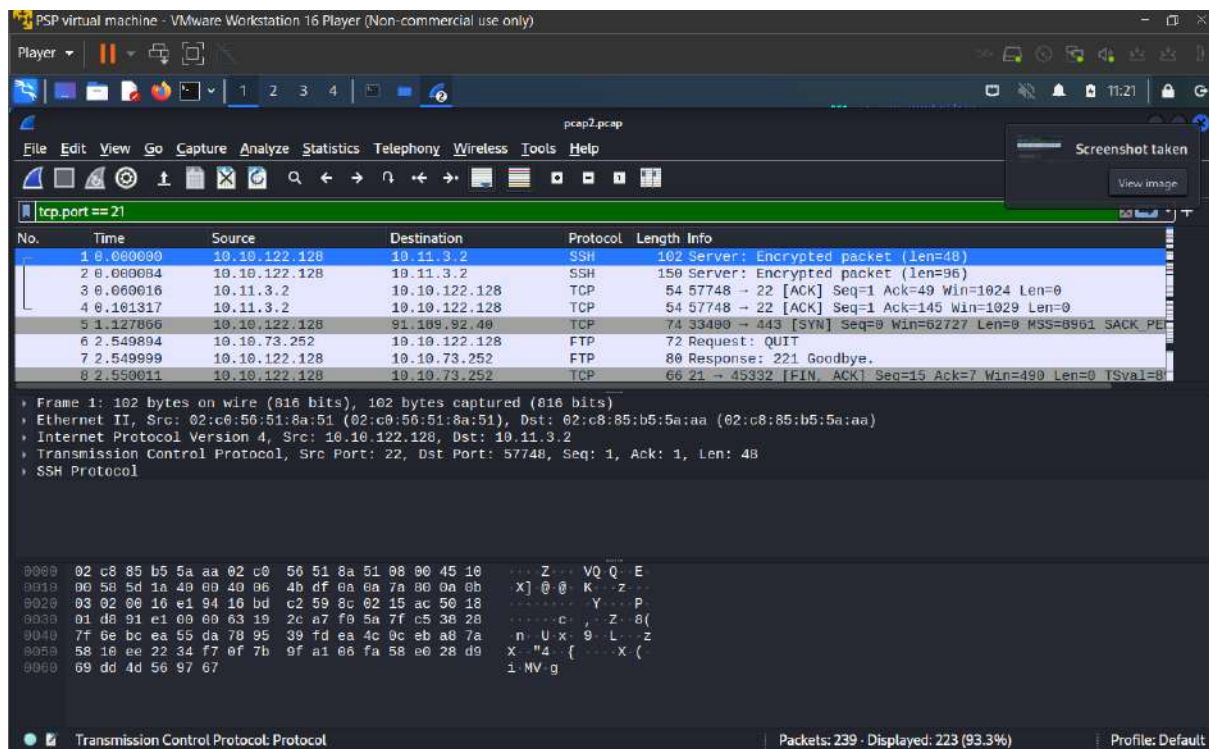 PSP virtual machine - VMware Workstation 16 Player (Non-commercial use only)
Player
1 2 3 4
11:21
pcap2.pcap
File Edit View Go Capture Analyze Statistics Telephony Wireless Tools Help
Screenshot taken
View image
tcp.port == 21
No. Time Source Destination Protocol Length Info
1 0.000000 10.10.122.128 10.11.3.2 SSH 102 Server: Encrypted packet (len=48)
2 0.000084 10.10.122.128 10.11.3.2 SSH 150 Server: Encrypted packet (len=96)
3 0.060016 10.11.3.2 10.10.122.128 TCP 54 57748 → 22 [ACK] Seq=1 Ack=49 Win=1024 Len=0
4 0.101317 10.11.3.2 10.10.122.128 TCP 54 57748 → 22 [ACK] Seq=1 Ack=145 Win=1029 Len=0
5 1.127866 10.10.122.128 91.189.92.40 TCP 74 33400 → 443 [SYN] Seq=0 Win=62727 Len=0 MSS=8961
6 2.549894 10.10.73.252 10.10.122.128 FTP 72 Request: QUIT
7 2.549999 10.10.122.128 10.10.73.252 FTP 80 Response: 221 Goodbye.
8 2.550011 10.10.122.128 10.10.73.252 TCP 66 21 → 45332 [FIN, ACK] Seq=15 Ack=7 Win=490 Len=0
Frame 1: 102 bytes on wire (816 bits), 102 bytes captured (816 bits)
Ethernet II, Src: 02:c0:56:51:8a:51 (02:c0:56:51:8a:51), Dst: 02:c8:85:b5:5a:aa (02:c8:85:b5:5a:aa)
Internet Protocol Version 4, Src: 10.10.122.128, Dst: 10.11.3.2
Transmission Control Protocol, Src Port: 22, Dst Port: 57748, Seq: 1, Ack: 1, Len: 48
SSH Protocol
0000 02 c8 85 b5 5a aa 02 c0 56 51 8a 51 08 00 45 10
0010 00 58 5d 1a 40 00 40 06 4b df 0a 0a 7a 80 0a 0b
0020 03 02 00 16 e1 94 16 bd c2 59 8c 02 15 ac 50 18
0030 01 d8 91 e1 00 00 63 19 2c a7 f0 5a 7f c5 38 28
0040 7f 6e bc ea 55 da 78 95 39 fd ea 4c 0c eb a8 7a
0050 58 10 ee 22 34 f7 0f 7b 9f a1 06 fa 58 e0 28 d9
0060 69 dd 4d 56 97 67
Transmission Control Protocol: Protocol Packets: 239 · Displayed: 223 (93.3%) Profile: Default